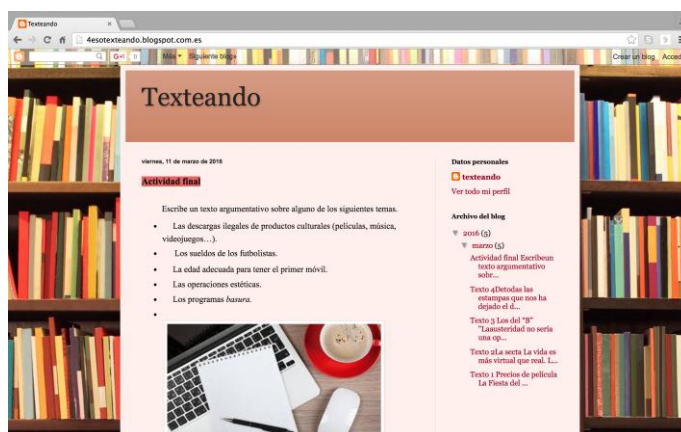 Texteando
4esotexteando.blogspot.com.es
G+1 0 Más Siguiente blog» Crear un blog Acced
Texteando
viernes, 11 de marzo de 2016
Actividad final
Escribe un texto argumentativo sobre alguno de los siguientes temas.
• Las descargas ilegales de productos culturales (películas, música,
videojuegos…).
• Los sueldos de los futbolistas.
• La edad adecuada para tener el primer móvil.
• Las operaciones estéticas.
• Los programas basura.
•
Datos personales
texteando
Ver todo mi perfil
Archivo del blog
▼ 2016 (5)
▼ marzo (5)
Actividad final Escribeun
texto argumentativo
sobr...
Texto 4Detodas las
estampas que nos ha
dejado el d...
Texto 3 Los del "B"
"Laausteridad no sería
una op...
Texto 2La secta La vida es
más virtual que real. L...
Texto 1 Precios de película
La Fiesta del ...